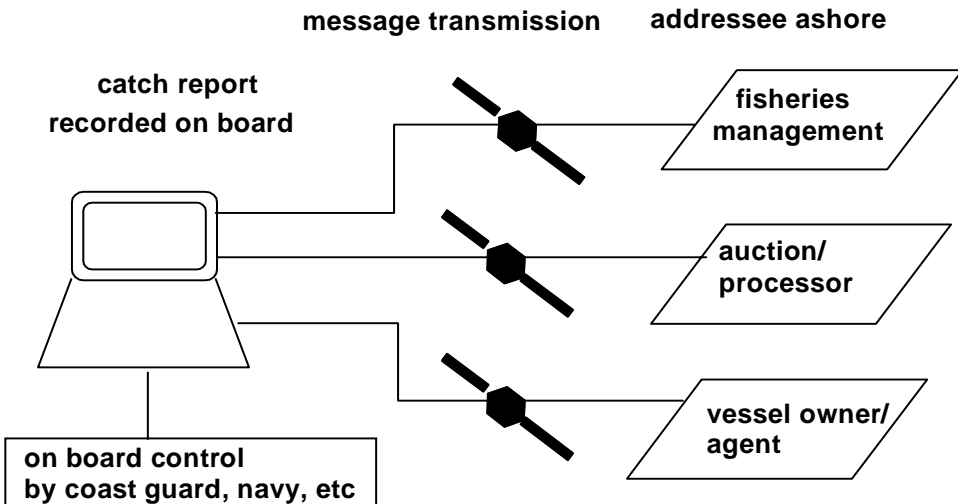 message transmission
addressee ashore
catch report
recorded on board
fisheries
management
auction/
processor
vessel owner/
agent
on board control
by coast guard, navy, etc